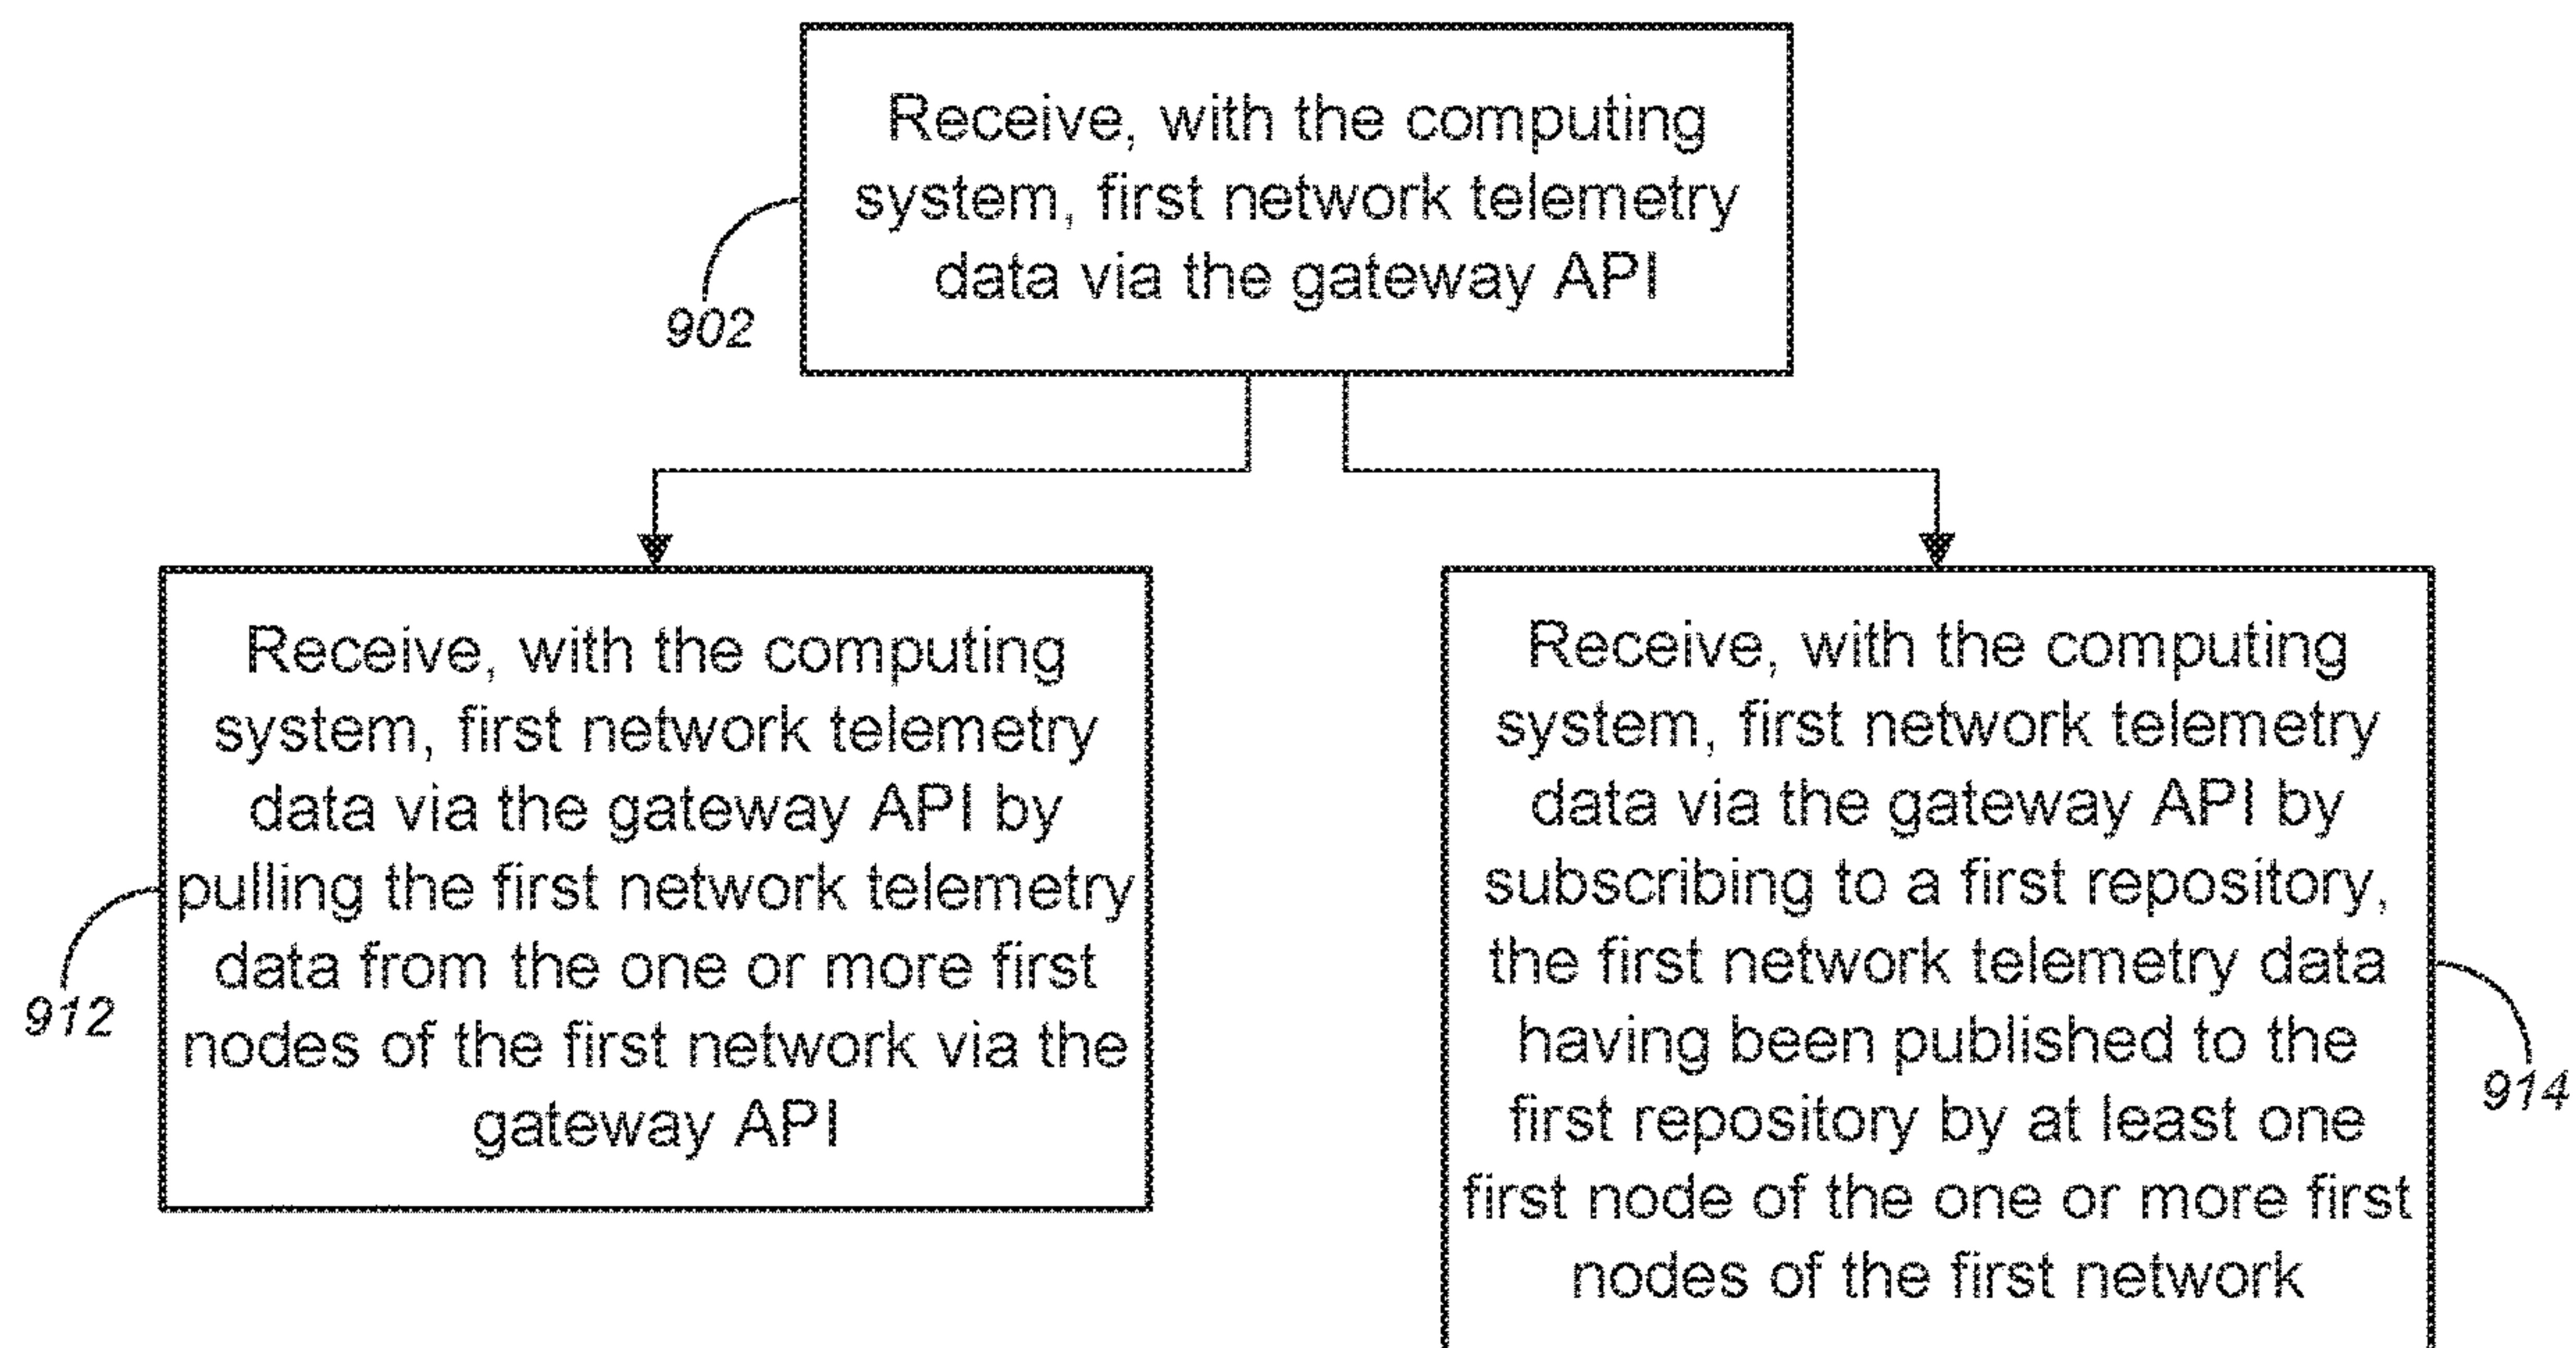 Receive, with the computing
system, first network telemetry
data via the gateway API
902
Receive, with the computing
system, first network telemetry
data via the gateway API by
pulling the first network telemetry
data from the one or more first
nodes of the first network via the
gateway API
912
Receive, with the computing
system, first network telemetry
data via the gateway API by
subscribing to a first repository,
the first network telemetry data
having been published to the
first repository by at least one
first node of the one or more first
nodes of the first network
914